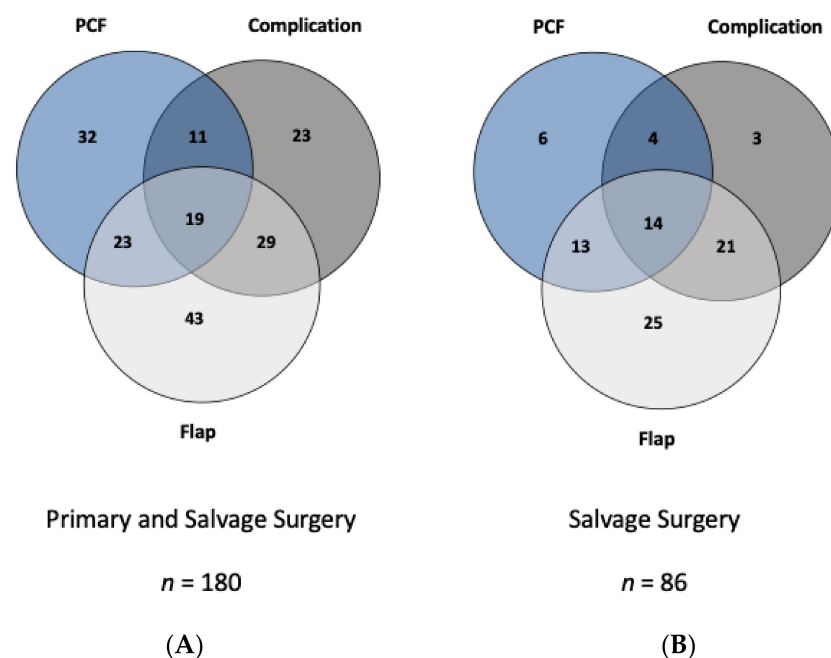 PCF Complication
32 11 23
19
23 29
43
Flap
Primary and Salvage Surgery
n = 180
(A)
PCF Complication
6 4 3
14
13 21
25
Flap
Salvage Surgery
n = 86
(B)